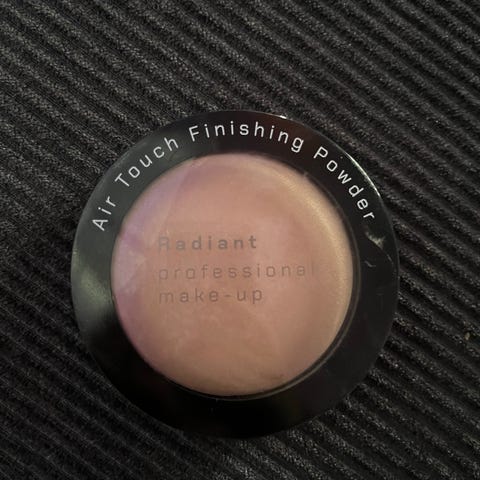 Air Touch Finishing Powder
Radiant
professional
make-up